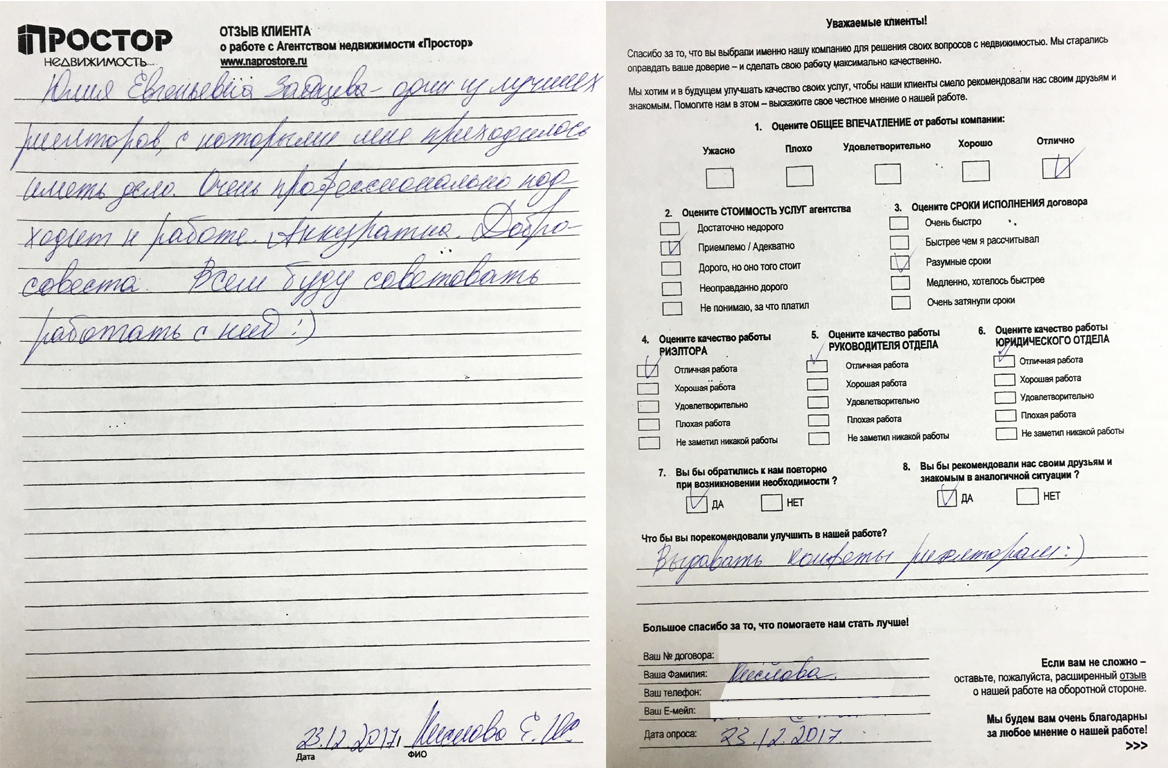 ПРОСТОР
НЕДВИЖИМОСТЬ
ОТЗЫВ КЛИЕНТА
о работе с Агентством недвижимости «Простор»
www.naprostore.ru
Юлия Евгеньевна - один из лучших
риелторов, с которыми мне приходилось
иметь дело. Очень профессионально под-
ходит к работе. Аккуратна. Добро-
совестна. Всем буду советовать
работать с ней :)
23.12.2017г.
Дата ФИО
Уважаемые клиенты!
Спасибо за то, что вы выбрали именно нашу компанию для решения своих вопросов с недвижимостью. Мы старались
оправдать ваше доверие – и сделать свою работу максимально качественно.
Мы хотим и в будущем улучшать качество своих услуг, чтобы наши клиенты смело рекомендовали нас своим друзьям и
знакомым. Помогите нам в этом – выскажите свое честное мнение о нашей работе.
1. Оцените ОБЩЕЕ ВПЕЧАТЛЕНИЕ от работы компании:
Ужасно Плохо Удовлетворительно Хорошо Отлично
2. Оцените СТОИМОСТЬ УСЛУГ агентства
Достаточно недорого
Приемлемо / Адекватно
Дорого, но оно того стоит
Неоправданно дорого
Не понимаю, за что платил
3. Оцените СРОКИ ИСПОЛНЕНИЯ договора
Очень быстро
Быстрее чем я рассчитывал
Разумные сроки
Медленно, хотелось быстрее
Очень затянули сроки
4. Оцените качество работы
РИЭЛТОРА
Отличная работа
Хорошая работа
Удовлетворительно
Плохая работа
Не заметил никакой работы
5. Оцените качество работы
РУКОВОДИТЕЛЯ ОТДЕЛА
Отличная работа
Хорошая работа
Удовлетворительно
Плохая работа
Не заметил никакой работы
6. Оцените качество работы
ЮРИДИЧЕСКОГО ОТДЕЛА
Отличная работа
Хорошая работа
Удовлетворительно
Плохая работа
Не заметил никакой работы
7. Вы бы обратились к нам повторно
при возникновении необходимости ?
ДА НЕТ
8. Вы бы рекомендовали нас своим друзьям и
знакомым в аналогичной ситуации ?
ДА НЕТ
Что бы вы порекомендовали улучшить в нашей работе?
Выдавать конфеты риэлторам :)
Большое спасибо за то, что помогаете нам стать лучше!
Ваш № договора:
Ваша Фамилия:
Ваш телефон:
Ваш E-мейл:
Дата опроса: 23.12.2017
Если вам не сложно –
оставьте, пожалуйста, расширенный отзыв
о нашей работе на оборотной стороне.
Мы будем вам очень благодарны
за любое мнение о нашей работе!
>>>